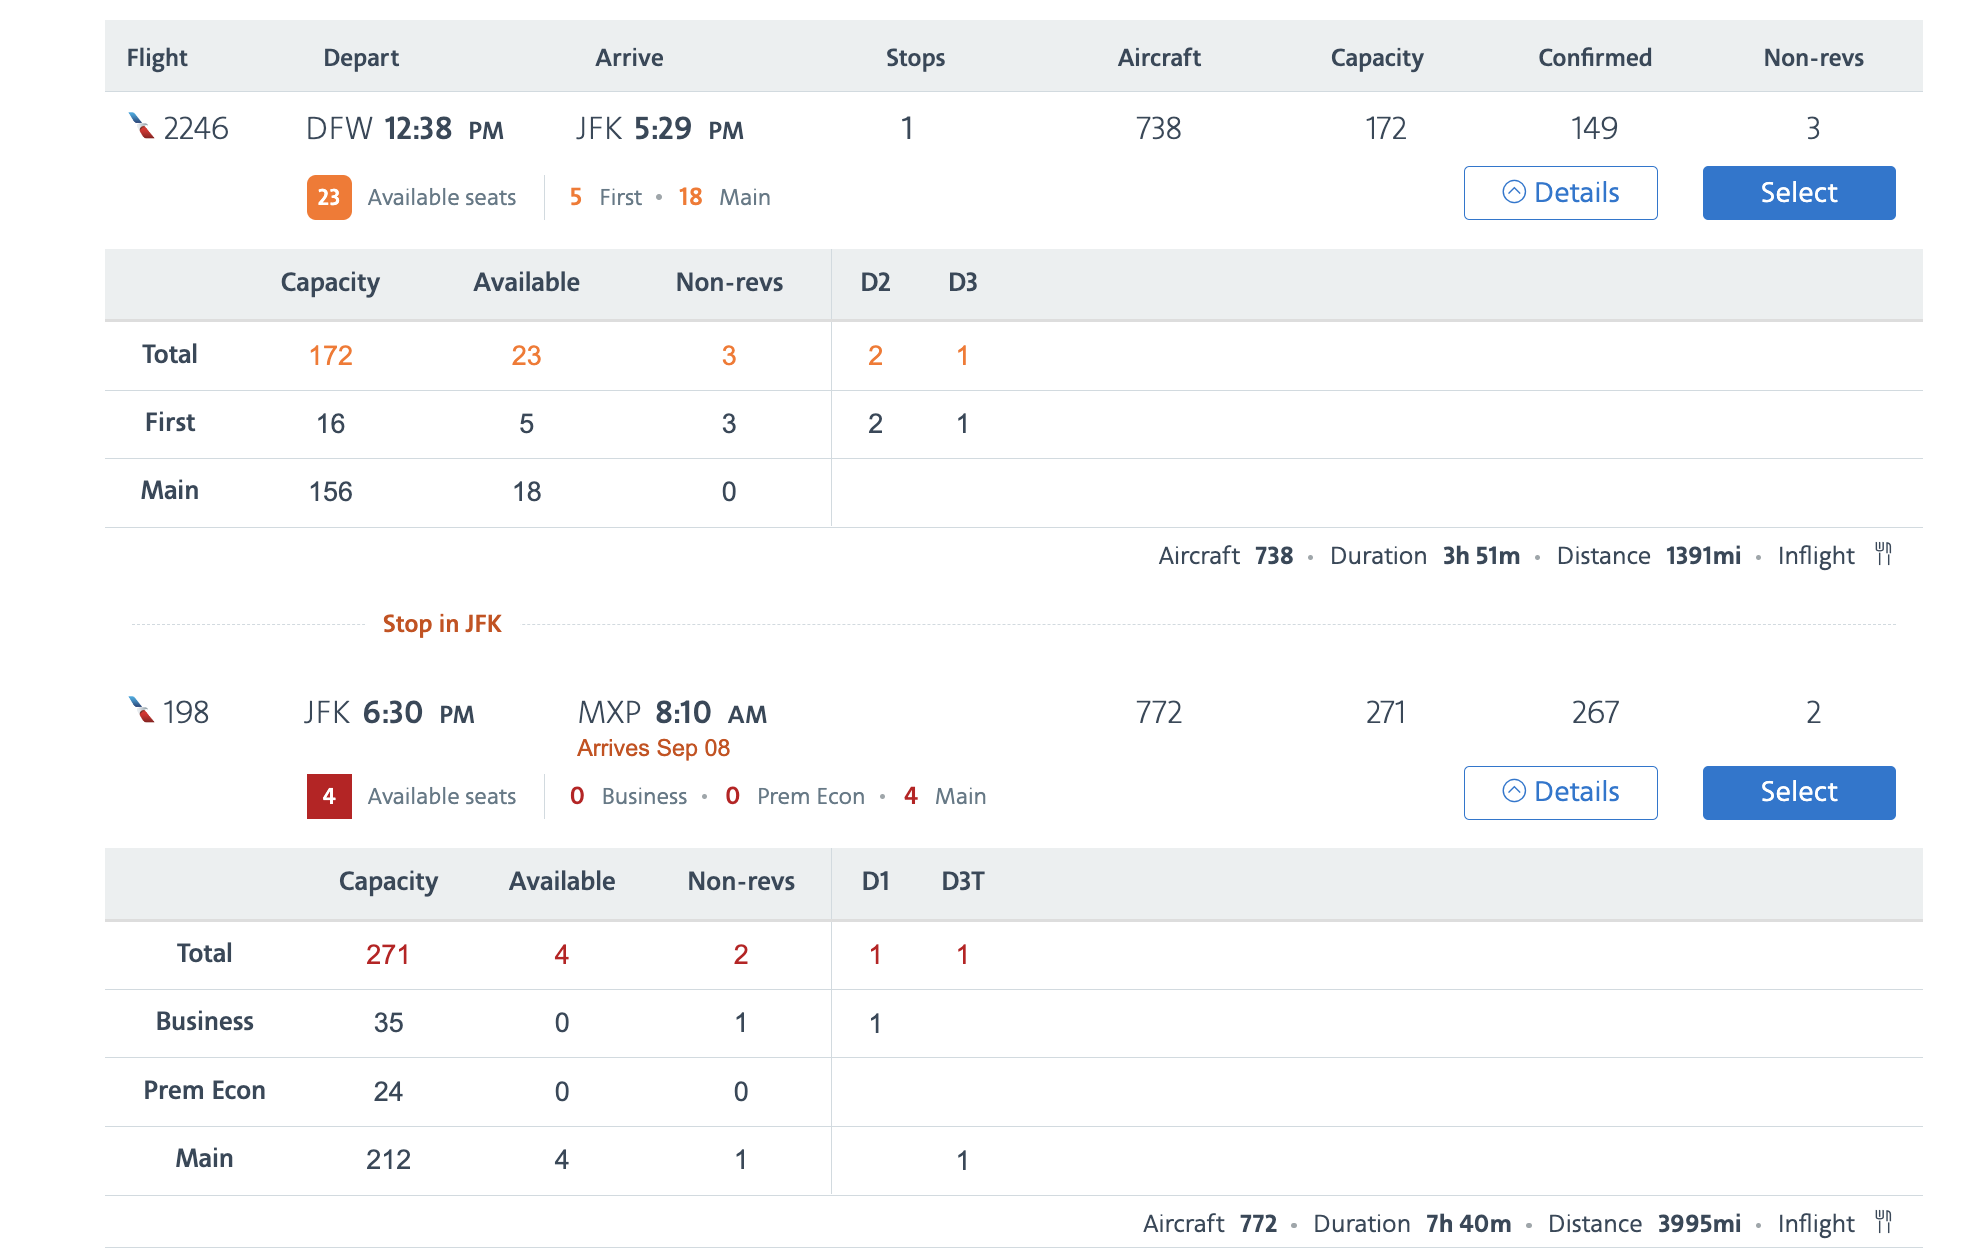 Flight Depart Arrive Stops Aircraft Capacity Confirmed Non-revs
2246 DFW 12:38 PM JFK 5:29 PM 1 738 172 149 3
23 Available seats 5 First • 18 Main Details Select
Capacity Available Non-revs D2 D3
Total 172 23 3 2 1
First 16 5 3 2 1
Main 156 18 0
Aircraft 738 • Duration 3h 51m • Distance 1391mi • Inflight
Stop in JFK
198 JFK 6:30 PM MXP 8:10 AM 772 271 267 2
Arrives Sep 08
4 Available seats 0 Business • 0 Prem Econ • 4 Main Details Select
Capacity Available Non-revs D1 D3T
Total 271 4 2 1 1
Business 35 0 1 1
Prem Econ 24 0 0
Main 212 4 1 1
Aircraft 772 • Duration 7h 40m • Distance 3995mi • Inflight